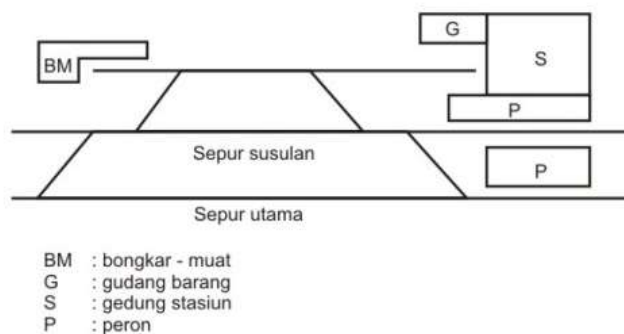 G
BM
S
P
Sepur susulan
P
Sepur utama
BM : bongkar - muat
G : gudang barang
S : gedung stasiun
P : peron